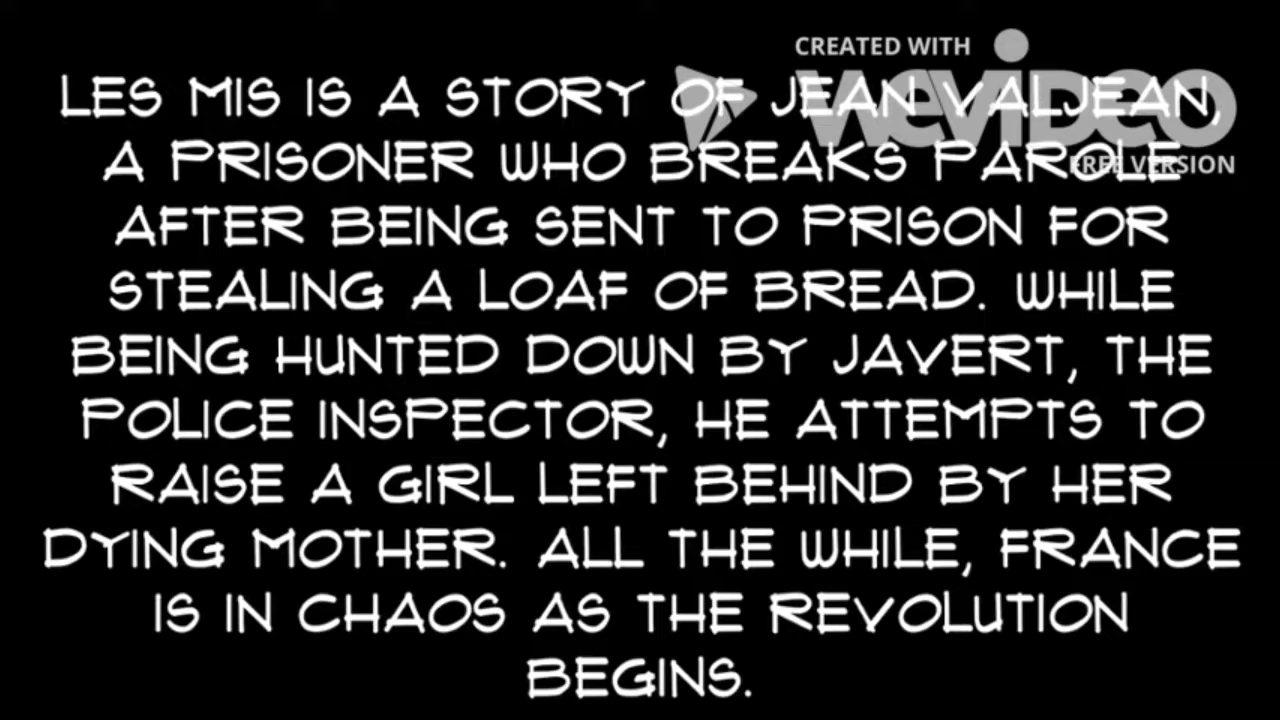 CREATED WITH
WEVIDEO
FREE VERSION
LES MIS IS A STORY OF JEAN VALJEAN,
A PRISONER WHO BREAKS PAROLE
AFTER BEING SENT TO PRISON FOR
STEALING A LOAF OF BREAD. WHILE
BEING HUNTED DOWN BY JAVERT, THE
POLICE INSPECTOR, HE ATTEMPTS TO
RAISE A GIRL LEFT BEHIND BY HER
DYING MOTHER. ALL THE WHILE, FRANCE
IS IN CHAOS AS THE REVOLUTION
BEGINS.